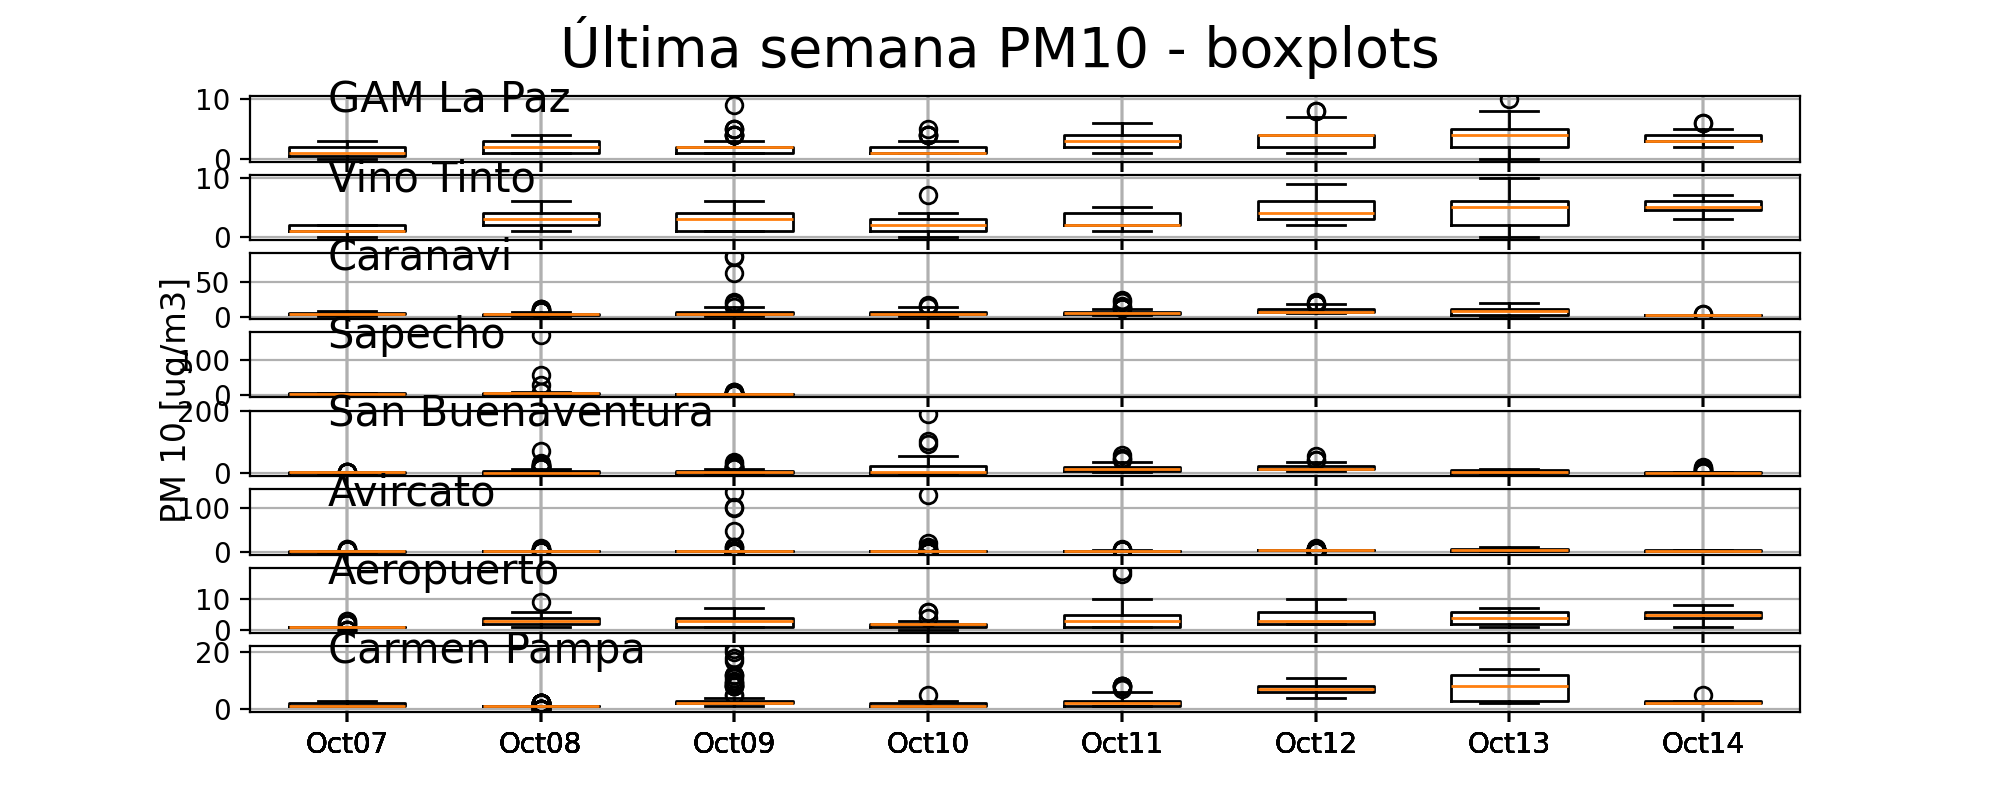 Última semana PM10 - boxplots
GAM La Paz
10
0
Vino Tinto
10
0
Caranavi
50
0
Sapecho
100
0
San Buenaventura
200
0
Avircato
100
0
Aeropuerto
10
0
Carmen Pampa
20
0
PM 10 [ug/m3]
Oct07 Oct08 Oct09 Oct10 Oct11 Oct12 Oct13 Oct14